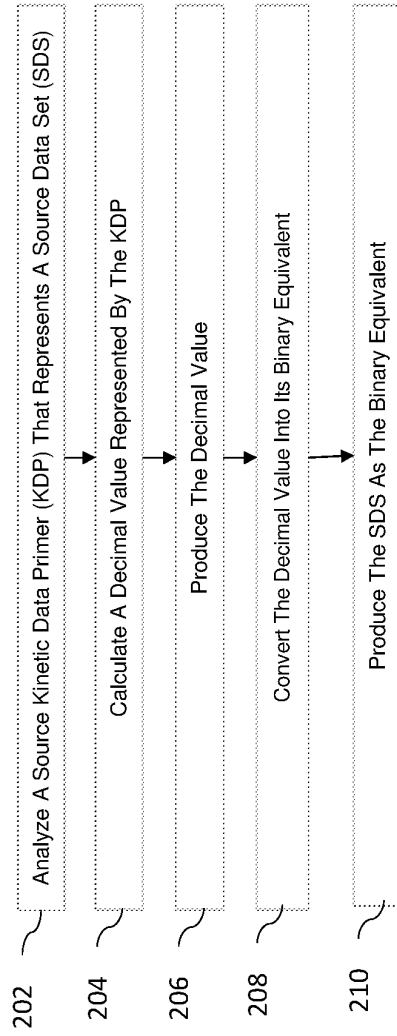 202 Analyze A Source Kinetic Data Primer (KDP) That Represents A Source Data Set (SDS)
204 Calculate A Decimal Value Represented By The KDP
206 Produce The Decimal Value
208 Convert The Decimal Value Into Its Binary Equivalent
210 Produce The SDS As The Binary Equivalent